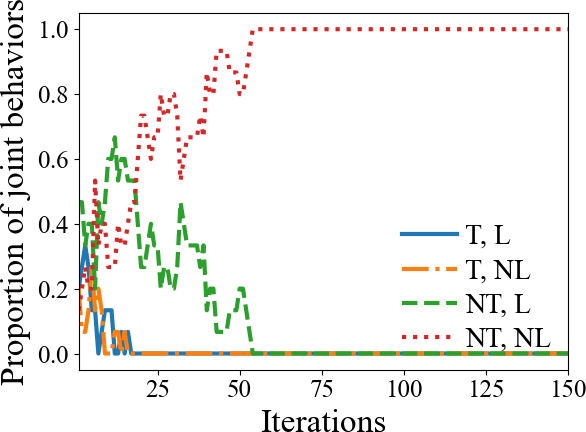 Proportion of joint behaviors
1.0
0.8
0.6
0.4
0.2
0.0
T, L
T, NL
NT, L
NT, NL
25 50 75 100 125 150
Iterations